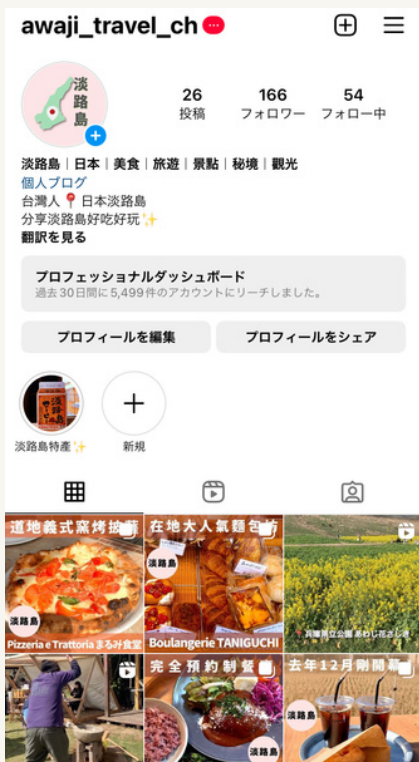 awaji_travel_ch
淡路島
26
投稿
166
フォロワー
54
フォロー中
淡路島｜日本｜美食｜旅遊｜景點｜秘境｜観光
個人ブログ
台灣人📍日本淡路島
分享淡路島好吃好玩✨
翻訳を見る
プロフェッショナルダッシュボード
過去30日間に5,499件のアカウントにリーチしました。
プロフィールを編集
プロフィールをシェア
淡路島特產✨
新規
道地義式窯烤披薩
淡路島
Pizzeria e Trattoria まるみ食堂
在地大人氣麵包坊
淡路島
Boulangerie TANIGUCHI
兵庫県立公園 あわじ花さじき
完全預約制餐
淡路島
去年12月剛開幕
淡路島